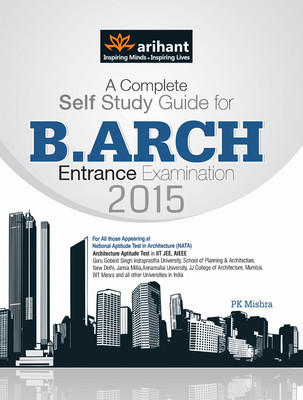 arihant
Inspiring Minds • Inspiring Lives
A Complete
Self Study Guide for
B.ARCH
Entrance Examination
2015
For All those Appearing at
National Aptitude Test in Architecture (NATA)
Architecture Aptitude Test in IIT JEE, AIEEE
Guru Gobind Singh Indraprastha University, School of Planning & Architecture,
New Delhi, Jamia Millia,Annamallai University, JJ College of Architecture, Mumbai,
BIT Mesra and all other Universities in India
PK Mishra